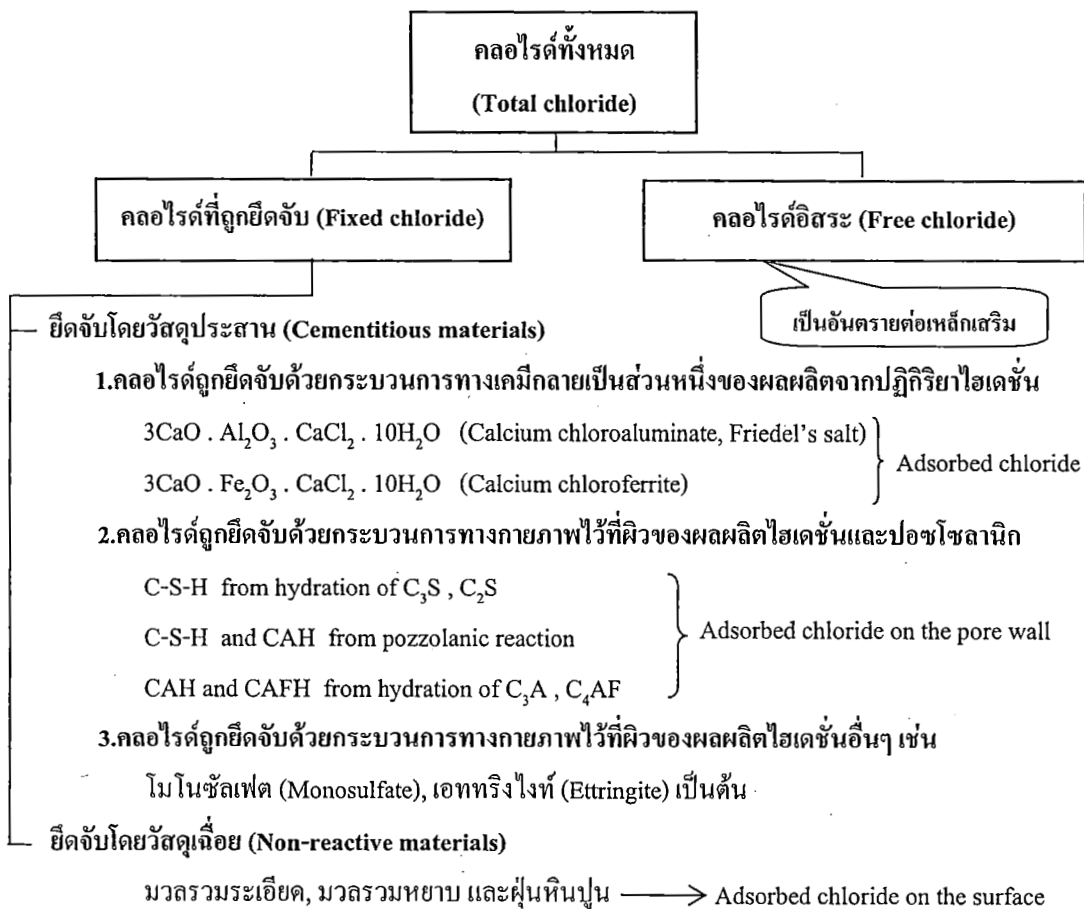 คลอไรด์ทั้งหมด
(Total chloride)
คลอไรด์ที่ถูกยึดจับ (Fixed chloride)
คลอไรด์อิสระ (Free chloride)
เป็นอันตรายต่อเหล็กเสริม
ยึดจับโดยวัสดุประสาน (Cementitious materials)
1.คลอไรด์ถูกยึดจับด้วยกระบวนการทางเคมีกลายเป็นส่วนหนึ่งของผลผลิตจากปฏิกิริยาไฮเดชั่น
3CaO . Al₂O₃ . CaCl₂ . 10H₂O (Calcium chloroaluminate, Friedel's salt)
3CaO . Fe₂O₃ . CaCl₂ . 10H₂O (Calcium chloroferrite)
Adsorbed chloride
2.คลอไรด์ถูกยึดจับด้วยกระบวนการทางกายภาพไว้ที่ผิวของผลผลิตไฮเดชั่นและปอซโซลานิก
C-S-H from hydration of C₃S , C₂S
C-S-H and CAH from pozzolanic reaction
CAH and CAFH from hydration of C₃A , C₄AF
Adsorbed chloride on the pore wall
3.คลอไรด์ถูกยึดจับด้วยกระบวนการทางกายภาพไว้ที่ผิวของผลผลิตไฮเดชั่นอื่นๆ เช่น
โมโนซัลเฟต (Monosulfate), เอททริงไงท์ (Ettringite) เป็นต้น
ยึดจับโดยวัสดุเฉื่อย (Non-reactive materials)
มวลรวมระเอียด, มวลรวมหยาบ และฝุ่นหินปูน → Adsorbed chloride on the surface